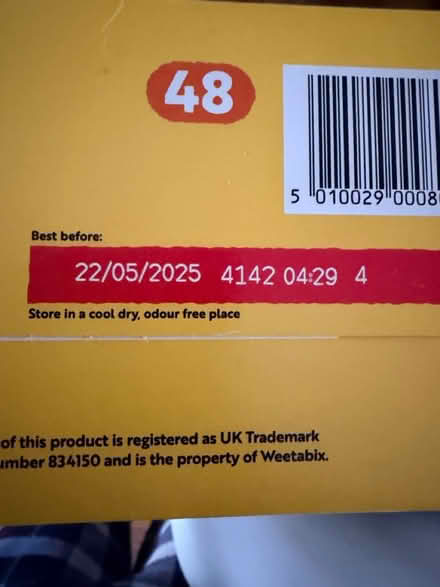 48
5 010029 0008
Best before:
22/05/2025 4142 04:29 4
Store in a cool dry, odour free place
of this product is registered as UK Trademark
umber 834150 and is the property of Weetabix.